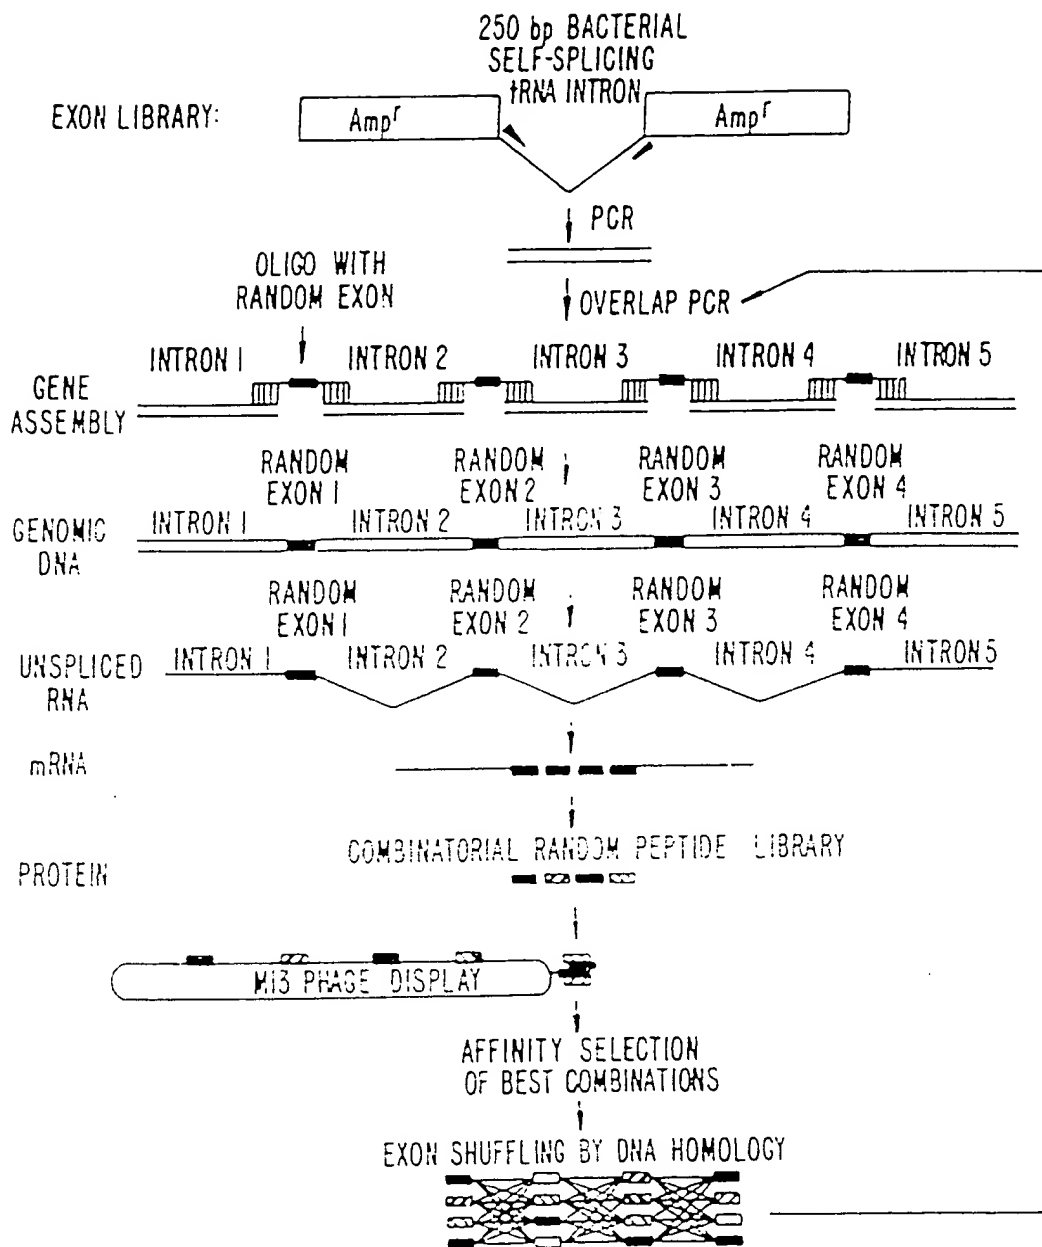 250 bp BACTERIAL
SELF-SPLICING
tRNA INTRON
EXON LIBRARY:
Ampr
Ampr
PCR
OLIGO WITH
RANDOM EXON
OVERLAP PCR
INTRON 1
INTRON 2
INTRON 3
INTRON 4
INTRON 5
GENE
ASSEMBLY
RANDOM
EXON 1
RANDOM
EXON 2
RANDOM
EXON 3
RANDOM
EXON 4
GENOMIC
DNA
INTRON 1
INTRON 2
INTRON 3
INTRON 4
INTRON 5
RANDOM
EXON 1
RANDOM
EXON 2
RANDOM
EXON 3
RANDOM
EXON 4
UNSPLICED
RNA
INTRON 1
INTRON 2
INTRON 3
INTRON 4
INTRON 5
mRNA
PROTEIN
COMBINATORIAL RANDOM PEPTIDE LIBRARY
M13 PHAGE DISPLAY
AFFINITY SELECTION
OF BEST COMBINATIONS
EXON SHUFFLING BY DNA HOMOLOGY